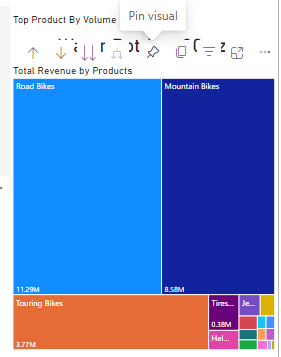 Top Product By Volume
Pin visual
Total Revenue by Products
Road Bikes
Mountain Bikes
11.29M
8.58M
Touring Bikes
Tires...
Je...
0.38M
Hel...
3.77M